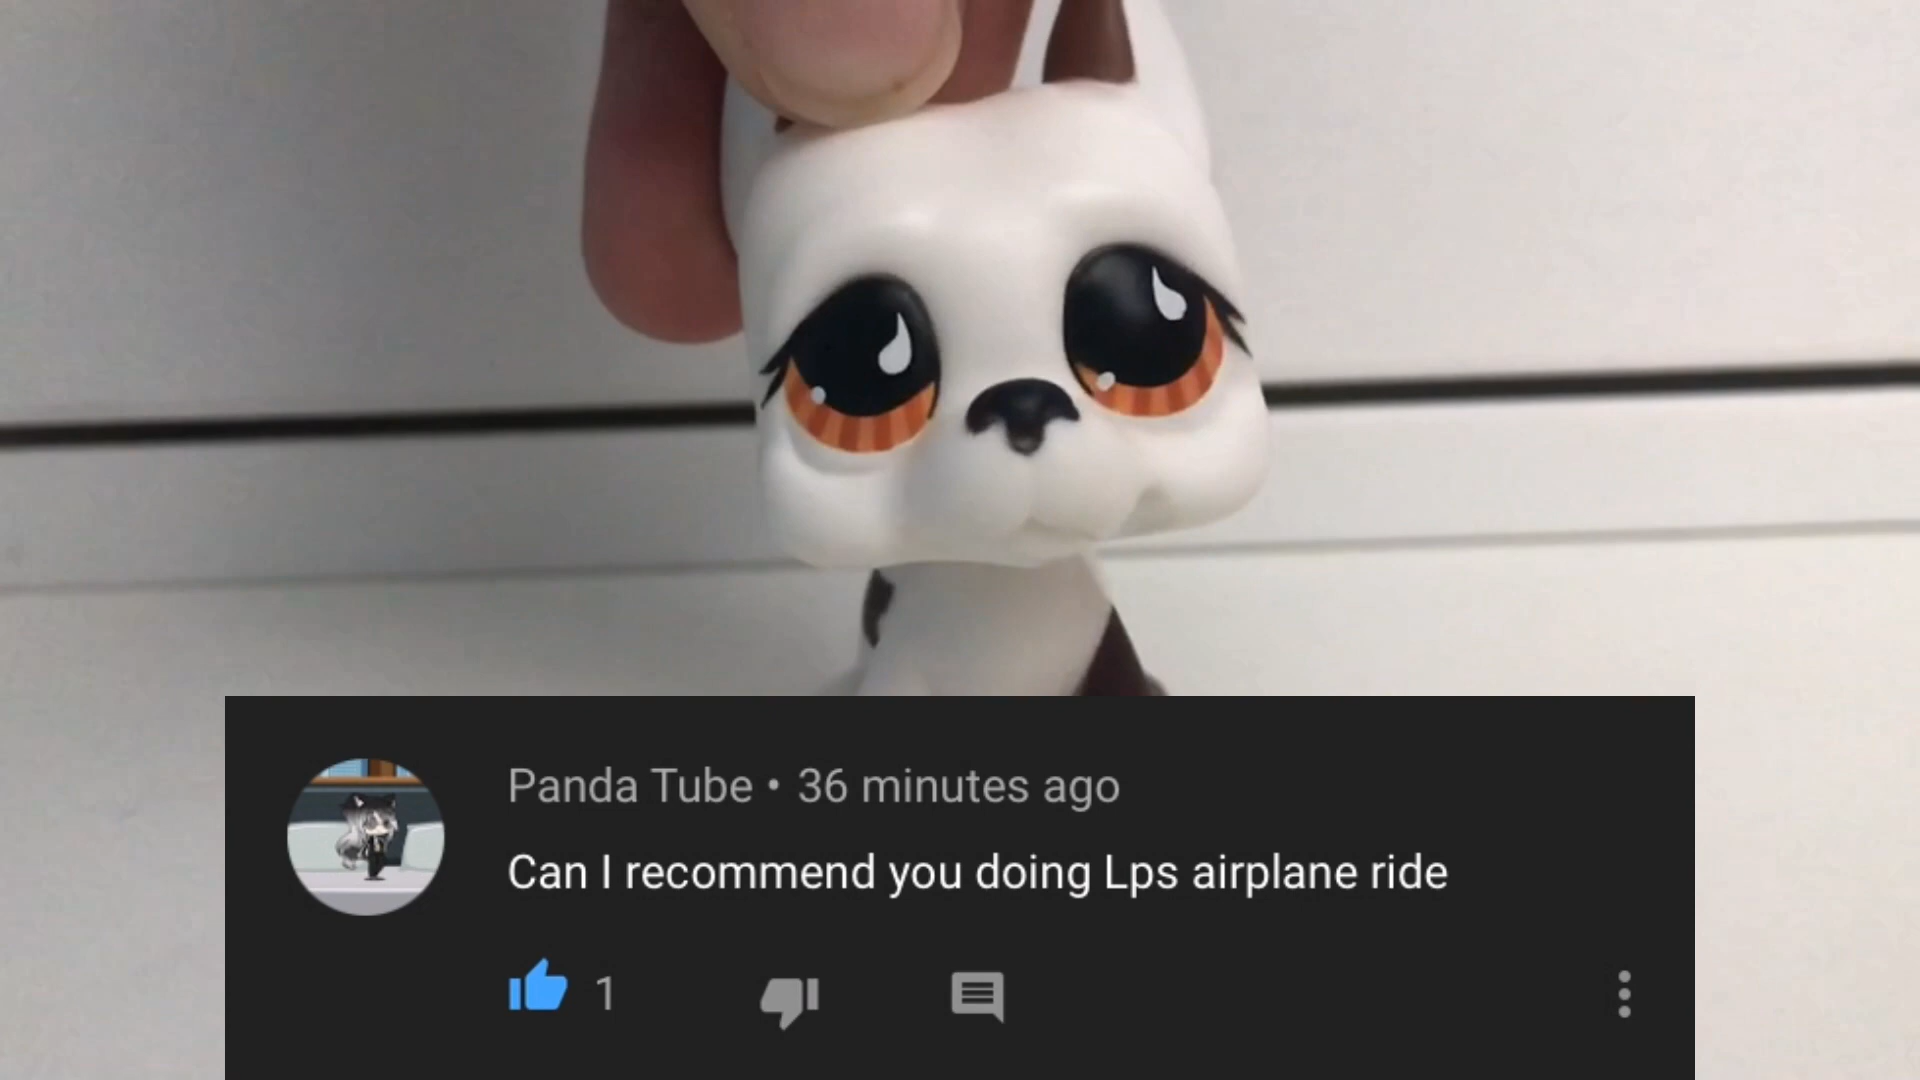 Panda Tube • 36 minutes ago
Can I recommend you doing Lps airplane ride
1